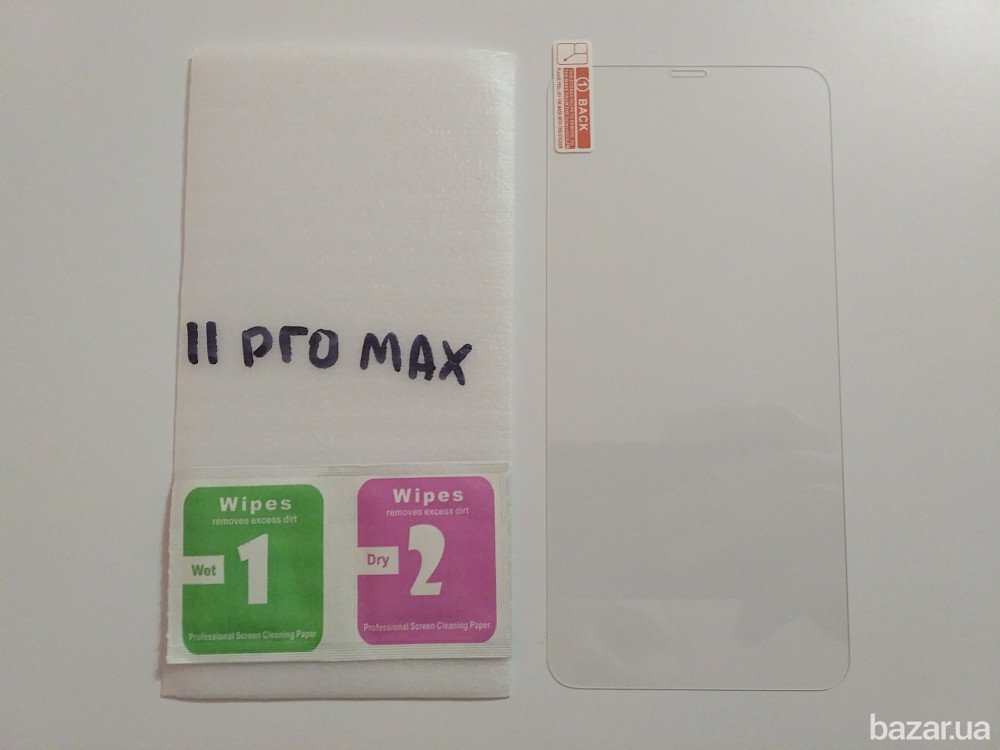 11 pro MAX
Wipes
removes excess dirt
Wet
1
Professional Screen Cleaning Paper
Wipes
removes excess dirt
Dry
2
Professional Screen Cleaning Paper
1 BACK
bazar.ua